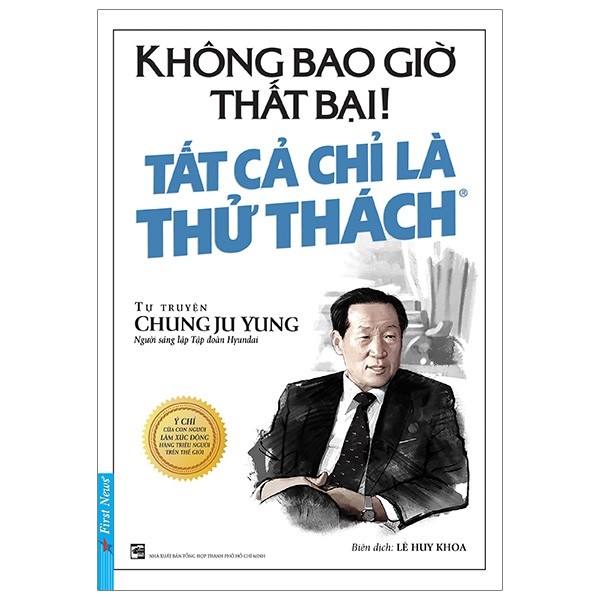 KHÔNG BAO GIỜ
THẤT BẠI!
TẤT CẢ CHỈ LÀ
THỬ THÁCH®
TỰ TRUYỆN
CHUNG JU YUNG
Người sáng lập Tập đoàn Hyundai
Ý CHÍ
CỦA CON NGƯỜI
LÀM XÚC ĐỘNG
HÀNG TRIỆU NGƯỜI
TRÊN THẾ GIỚI
First News®
NHÀ XUẤT BẢN TỔNG HỢP THÀNH PHỐ HỒ CHÍ MINH
Biên dịch: LÊ HUY KHOA